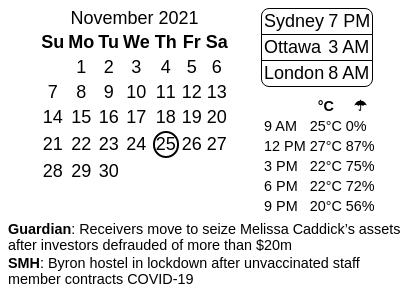 November 2021
Su Mo Tu We Th Fr Sa
1 2 3 4 5 6
7 8 9 10 11 12 13
14 15 16 17 18 19 20
21 22 23 24 25 26 27
28 29 30
Sydney 7 PM
Ottawa 3 AM
London 8 AM
°C ☂
9 AM 25°C 0%
12 PM 27°C 87%
3 PM 22°C 75%
6 PM 22°C 72%
9 PM 20°C 56%
Guardian: Receivers move to seize Melissa Caddick's assets
after investors defrauded of more than $20m
SMH: Byron hostel in lockdown after unvaccinated staff
member contracts COVID-19